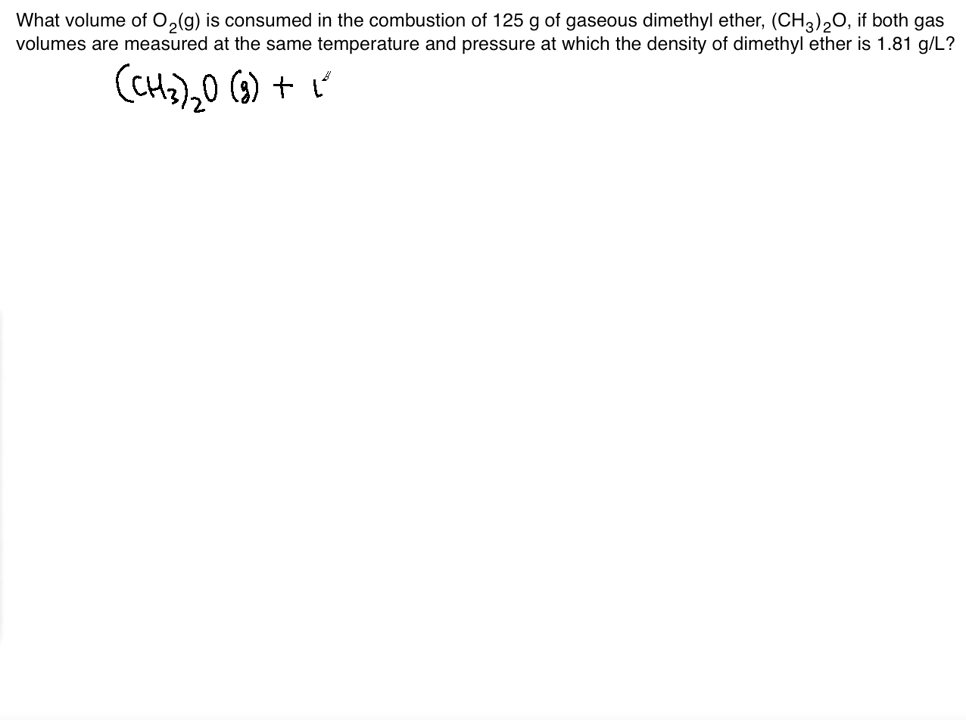 What volume of O₂(g) is consumed in the combustion of 125 g of gaseous dimethyl ether, (CH₃)₂O, if both gas
volumes are measured at the same temperature and pressure at which the density of dimethyl ether is 1.81 g/L?
(CH₃)₂O (g) +